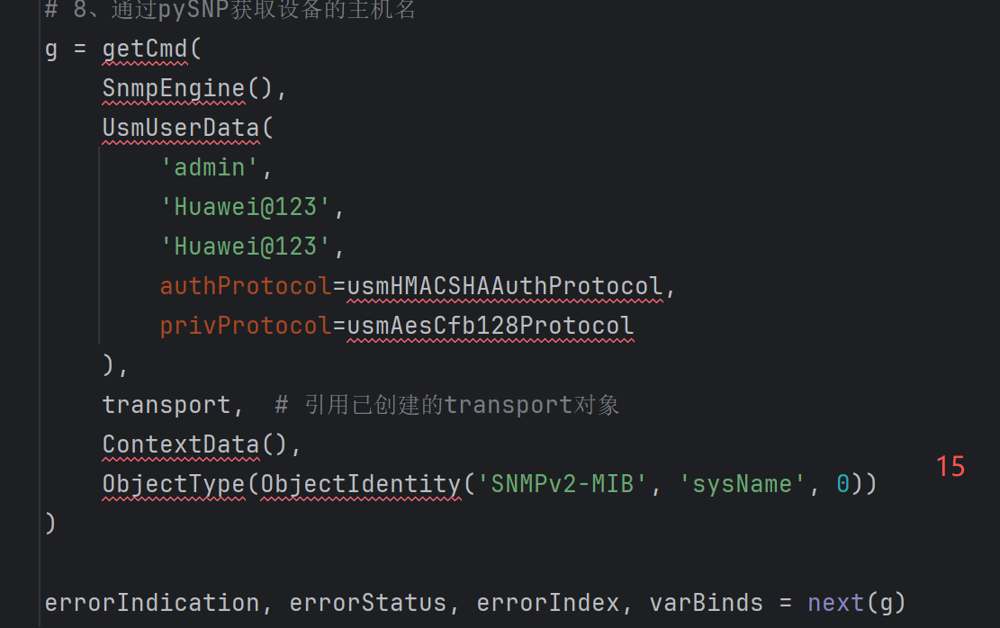 # 8、通过pySNP获取设备的主机名
g = getCmd(
    SnmpEngine(),
    UsmUserData(
        'admin',
        'Huawei@123',
        'Huawei@123',
        authProtocol=usmHMACSHAAuthProtocol,
        privProtocol=usmAesCfb128Protocol
    ),
    transport,  # 引用已创建的transport对象
    ContextData(),
    ObjectType(ObjectIdentity('SNMPv2-MIB', 'sysName', 0))
15
)
errorIndication, errorStatus, errorIndex, varBinds = next(g)